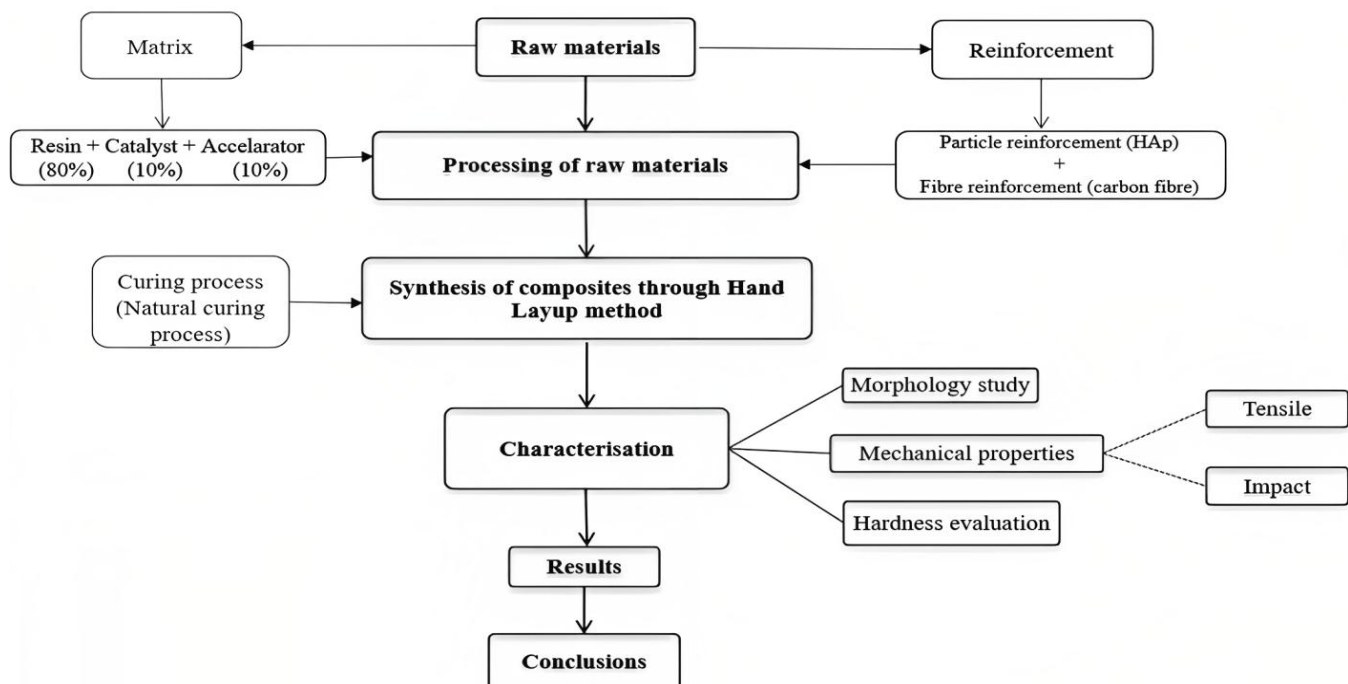 Matrix
Raw materials
Reinforcement
Resin + Catalyst + Accelarator
(80%) (10%) (10%)
Processing of raw materials
Particle reinforcement (HAp)
+
Fibre reinforcement (carbon fibre)
Curing process
(Natural curing
process)
Synthesis of composites through Hand
Layup method
Characterisation
Morphology study
Mechanical properties
Hardness evaluation
Tensile
Impact
Results
Conclusions